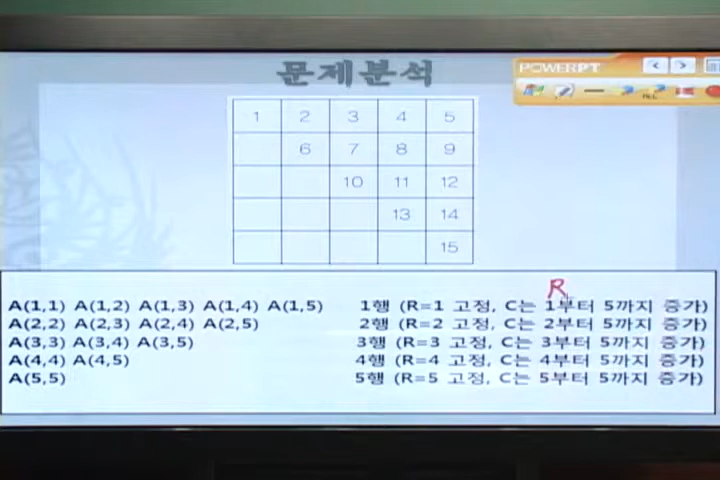 문제분석
POWERPT
REC
1 2 3 4 5
6 7 8 9
10 11 12
13 14
15
R
A(1,1) A(1,2) A(1,3) A(1,4) A(1,5) 1행 (R=1 고정, C는 1부터 5까지 증가)
A(2,2) A(2,3) A(2,4) A(2,5) 2행 (R=2 고정, C는 2부터 5까지 증가)
A(3,3) A(3,4) A(3,5) 3행 (R=3 고정, C는 3부터 5까지 증가)
A(4,4) A(4,5) 4행 (R=4 고정, C는 4부터 5까지 증가)
A(5,5) 5행 (R=5 고정, C는 5부터 5까지 증가)